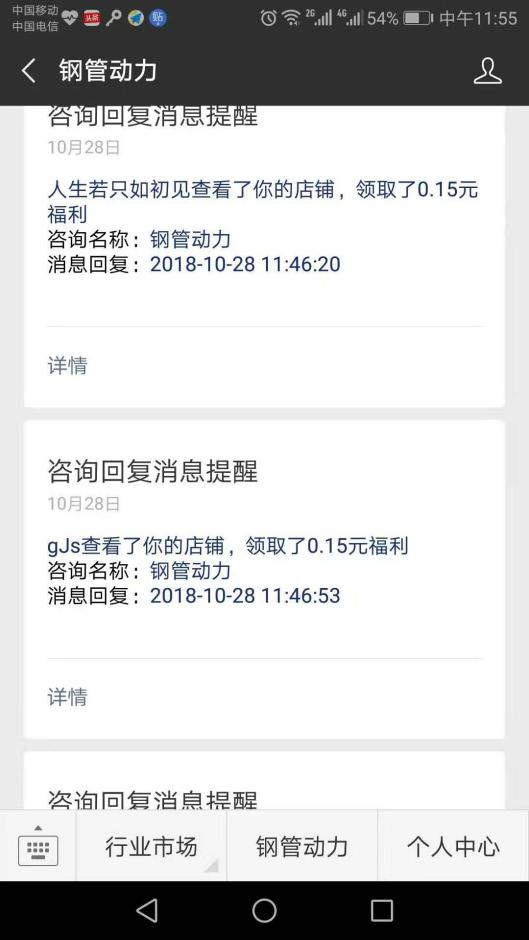 中国移动
中国电信
头条
贴
2G
4G
54%
中午11:55
钢管动力
咨询回复消息提醒
10月28日
人生若只如初见查看了你的店铺，领取了0.15元
福利
咨询名称：钢管动力
消息回复：2018-10-28 11:46:20
详情
咨询回复消息提醒
10月28日
gJs查看了你的店铺，领取了0.15元福利
咨询名称：钢管动力
消息回复：2018-10-28 11:46:53
详情
咨询回复消息提醒
行业市场
钢管动力
个人中心